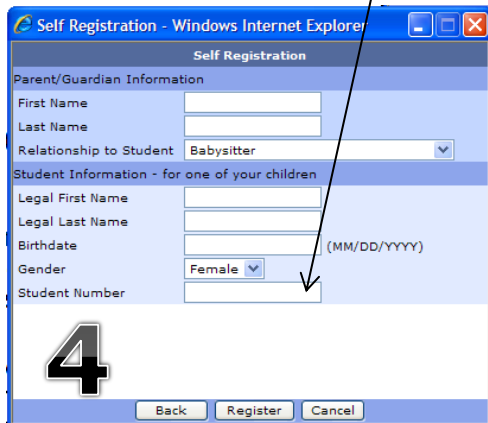 Self Registration - Windows Internet Explorer
Self Registration
Parent/Guardian Information
First Name
Last Name
Relationship to Student Babysitter
Student Information - for one of your children
Legal First Name
Legal Last Name
Birthdate (MM/DD/YYYY)
Gender Female
Student Number
4
Back Register Cancel